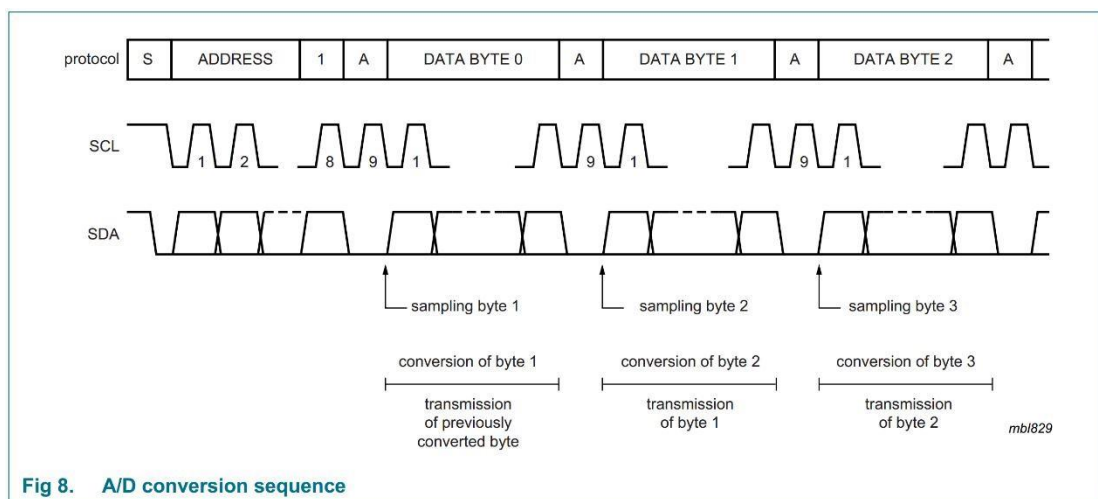 protocol S ADDRESS 1 A DATA BYTE 0 A DATA BYTE 1 A DATA BYTE 2 A
SCL 1 2 8 9 1 9 1 9 1
SDA
sampling byte 1 sampling byte 2 sampling byte 3
conversion of byte 1 conversion of byte 2 conversion of byte 3
transmission transmission transmission
of previously of byte 1 of byte 2
converted byte
mbl829
Fig 8. A/D conversion sequence